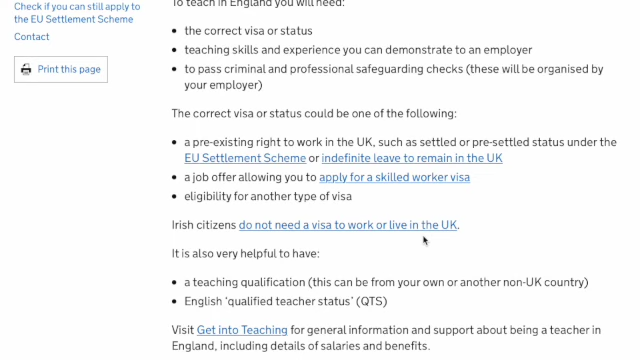 Check if you can still apply to
the EU Settlement Scheme
Contact
Print this page
To teach in England you will need:
the correct visa or status
teaching skills and experience you can demonstrate to an employer
to pass criminal and professional safeguarding checks (these will be organised by
your employer)
The correct visa or status could be one of the following:
a pre-existing right to work in the UK, such as settled or pre-settled status under the
EU Settlement Scheme or indefinite leave to remain in the UK
a job offer allowing you to apply for a skilled worker visa
eligibility for another type of visa
Irish citizens do not need a visa to work or live in the UK.
It is also very helpful to have:
a teaching qualification (this can be from your own or another non-UK country)
English ‘qualified teacher status’ (QTS)
Visit Get into Teaching for general information and support about being a teacher in
England, including details of salaries and benefits.